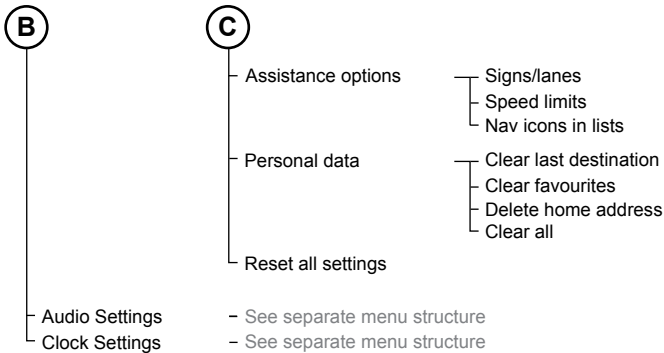 B
C
Assistance options
Signs/lanes
Speed limits
Nav icons in lists
Personal data
Clear last destination
Clear favourites
Delete home address
Clear all
Reset all settings
Audio Settings – See separate menu structure
Clock Settings – See separate menu structure